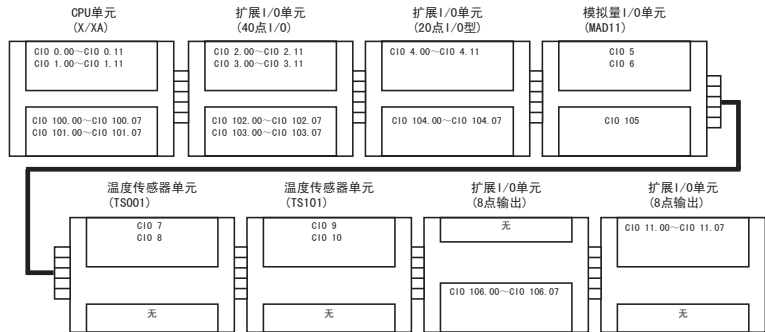 CPU单元
(X/XA)
CIO 0.00～CIO 0.11
CIO 1.00～CIO 1.11
CIO 100.00～CIO 100.07
CIO 101.00～CIO 101.07
扩展I/O单元
(40点I/O)
CIO 2.00～CIO 2.11
CIO 3.00～CIO 3.11
CIO 102.00～CIO 102.07
CIO 103.00～CIO 103.07
扩展I/O单元
(20点I/O型)
CIO 4.00～CIO 4.11
CIO 104.00～CIO 104.07
模拟量I/O单元
(MAD11)
CIO 5
CIO 6
CIO 105
温度传感器单元
(TS001)
CIO 7
CIO 8
无
温度传感器单元
(TS101)
CIO 9
CIO 10
无
扩展I/O单元
(8点输出)
无
CIO 106.00～CIO 106.07
扩展I/O单元
(8点输出)
CIO 11.00～CIO 11.07
无